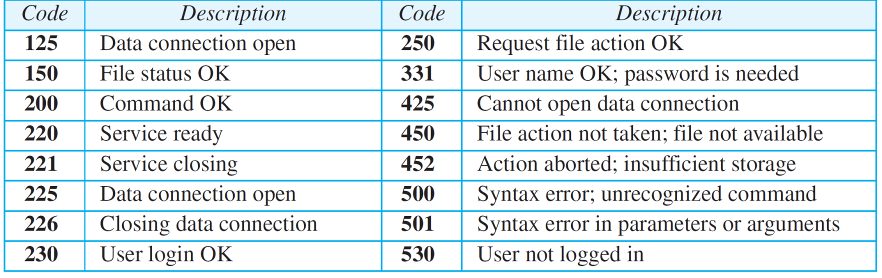 Code Description Code Description
125 Data connection open 250 Request file action OK
150 File status OK 331 User name OK; password is needed
200 Command OK 425 Cannot open data connection
220 Service ready 450 File action not taken; file not available
221 Service closing 452 Action aborted; insufficient storage
225 Data connection open 500 Syntax error; unrecognized command
226 Closing data connection 501 Syntax error in parameters or arguments
230 User login OK 530 User not logged in